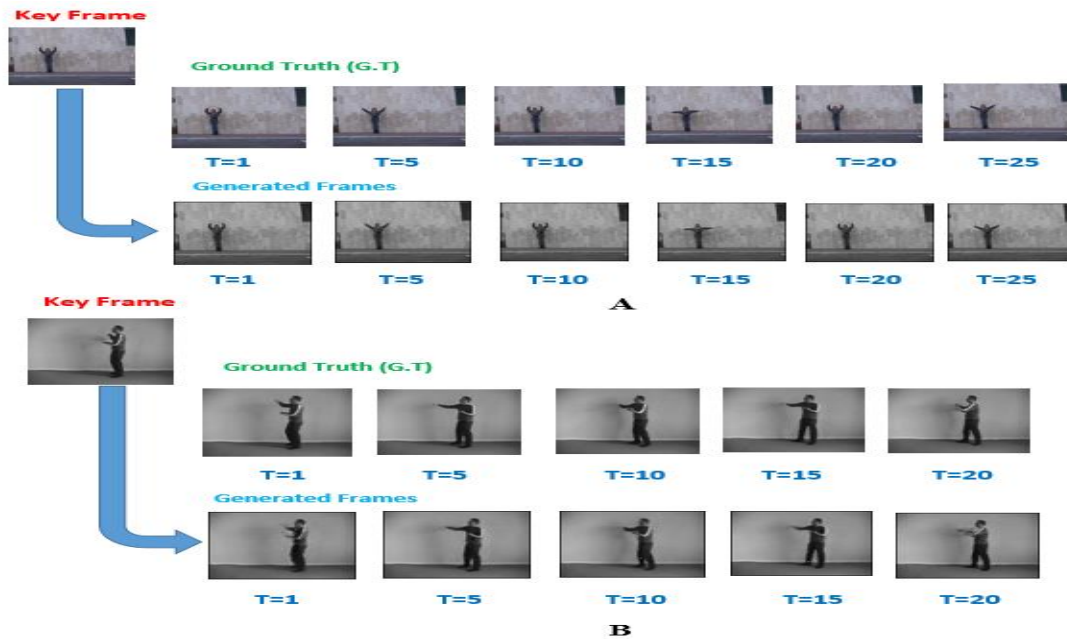 Key Frame
Ground Truth (G.T)
T=1 T=5 T=10 T=15 T=20 T=25
Generated Frames
T=1 T=5 T=10 T=15 T=20 T=25
A
Key Frame
Ground Truth (G.T)
T=1 T=5 T=10 T=15 T=20
Generated Frames
T=1 T=5 T=10 T=15 T=20
B